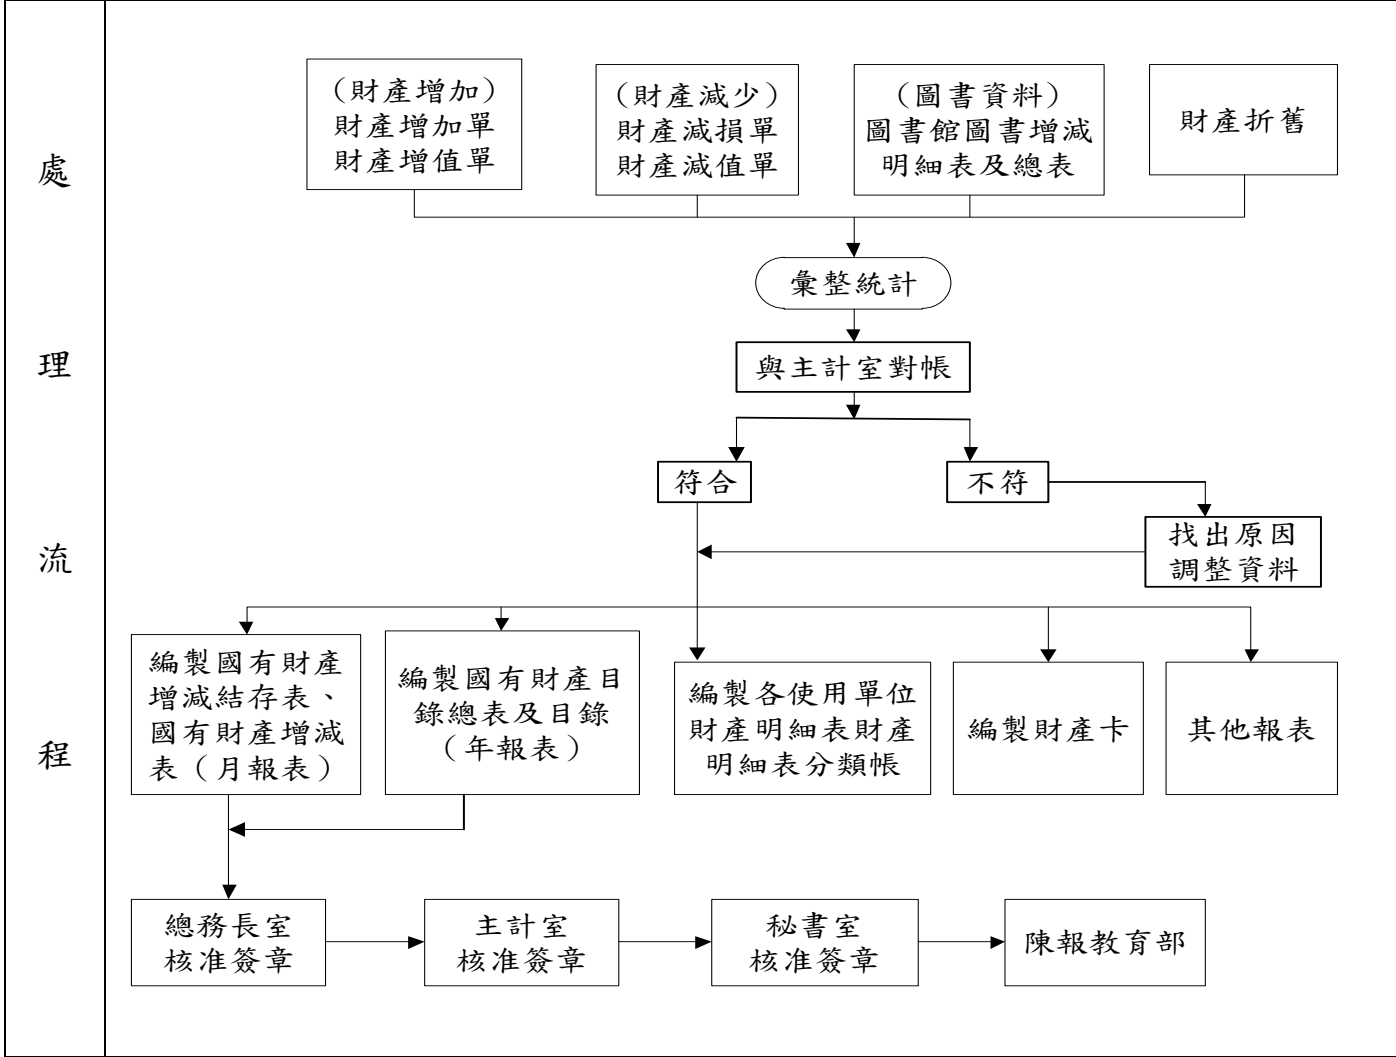 處
理
流
程
(財產增加)
財產增加單
財產增值單
(財產減少)
財產減損單
財產減值單
(圖書資料)
圖書館圖書增減
明細表及總表
財產折舊
彙整統計
與主計室對帳
符合
不符
找出原因
調整資料
編製國有財產
增減結存表、
國有財產增減
表（月報表）
編製國有財產目
錄總表及目錄
（年報表）
編製各使用單位
財產明細表財產
明細表分類帳
編製財產卡
其他報表
總務長室
核准簽章
主計室
核准簽章
秘書室
核准簽章
陳報教育部